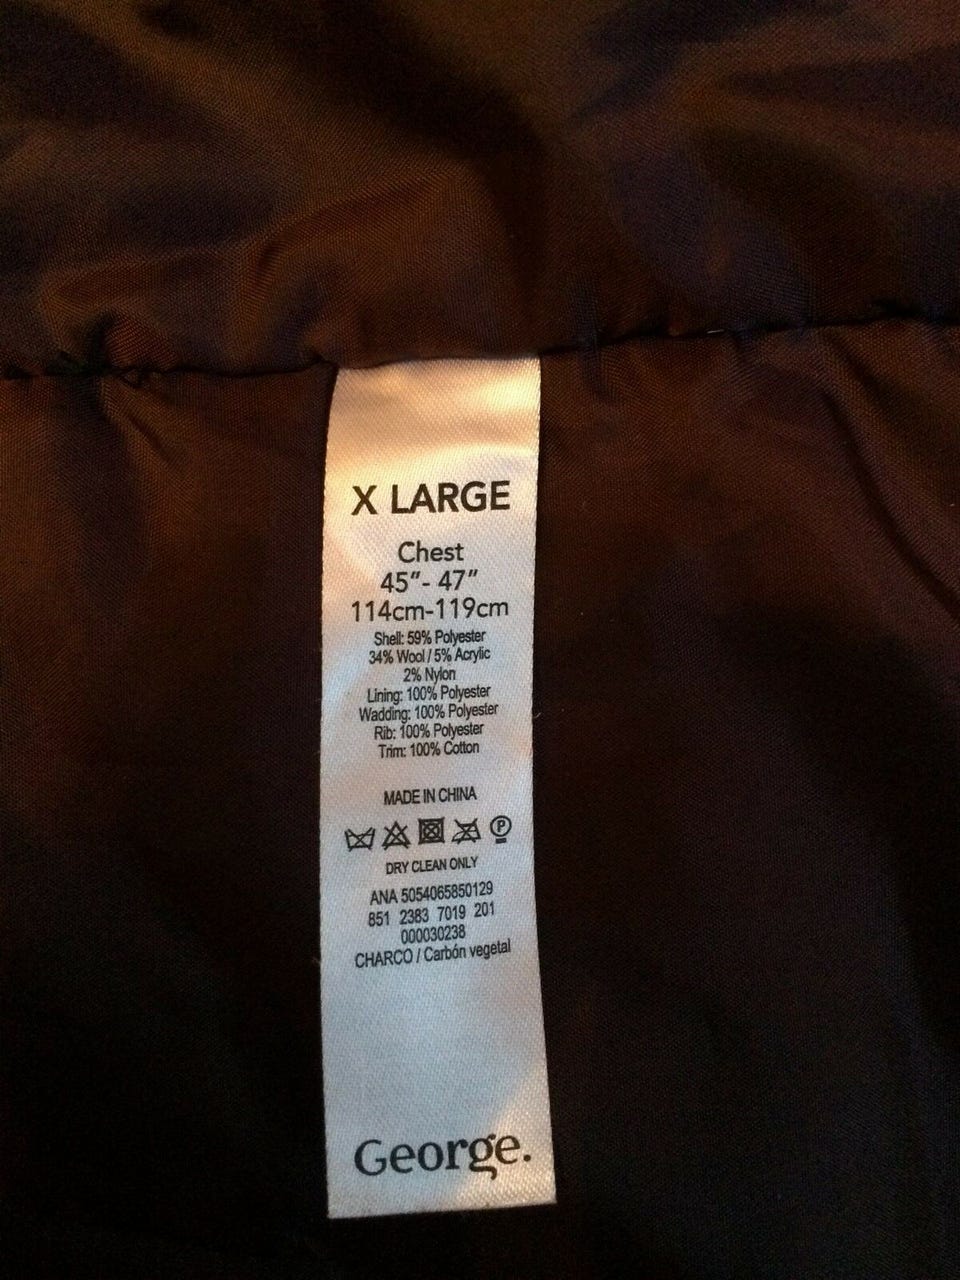 X LARGE
Chest
45"- 47"
114cm-119cm
Shell: 59% Polyester
34% Wool / 5% Acrylic
2% Nylon
Lining: 100% Polyester
Wadding: 100% Polyester
Rib: 100% Polyester
Trim: 100% Cotton
MADE IN CHINA
P
DRY CLEAN ONLY
ANA 5054065850129
851 2383 7019 201
000030238
CHARCO / Carbón vegetal
George.